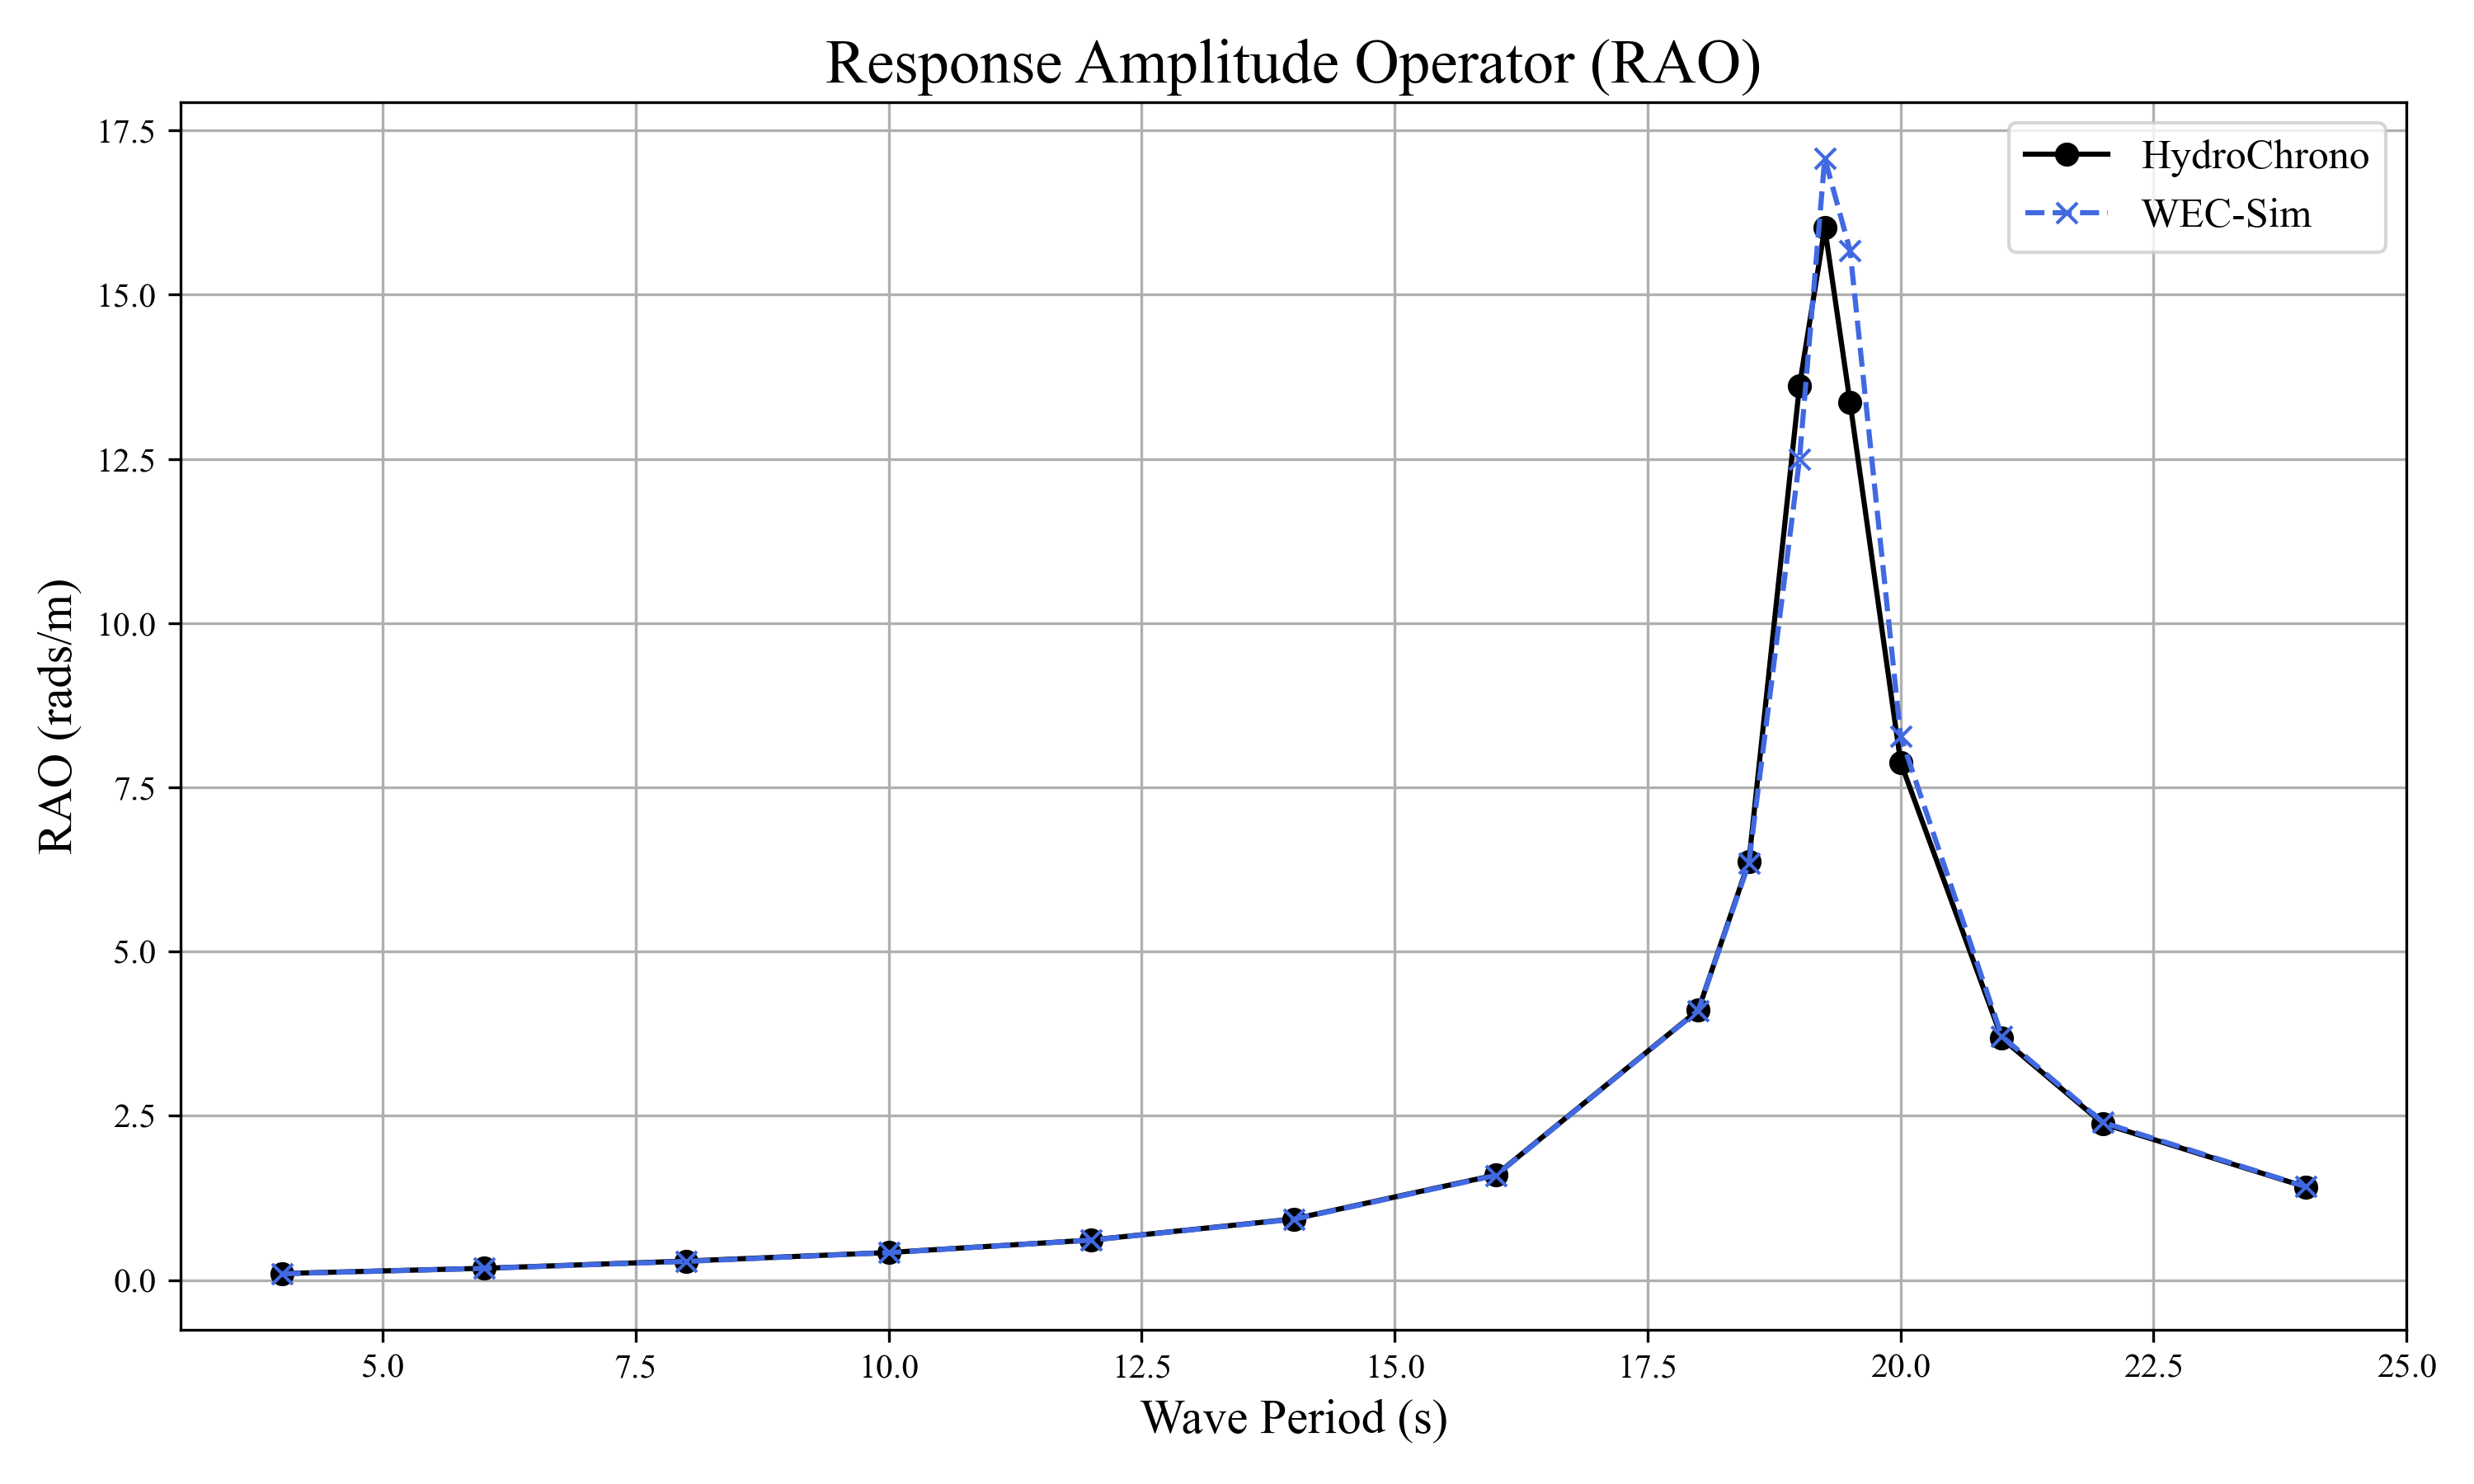 Response Amplitude Operator (RAO)
HydroChrono
WEC-Sim
RAO (rads/m)
17.5
15.0
12.5
10.0
7.5
5.0
2.5
0.0
5.0 7.5 10.0 12.5 15.0 17.5 20.0 22.5 25.0
Wave Period (s)